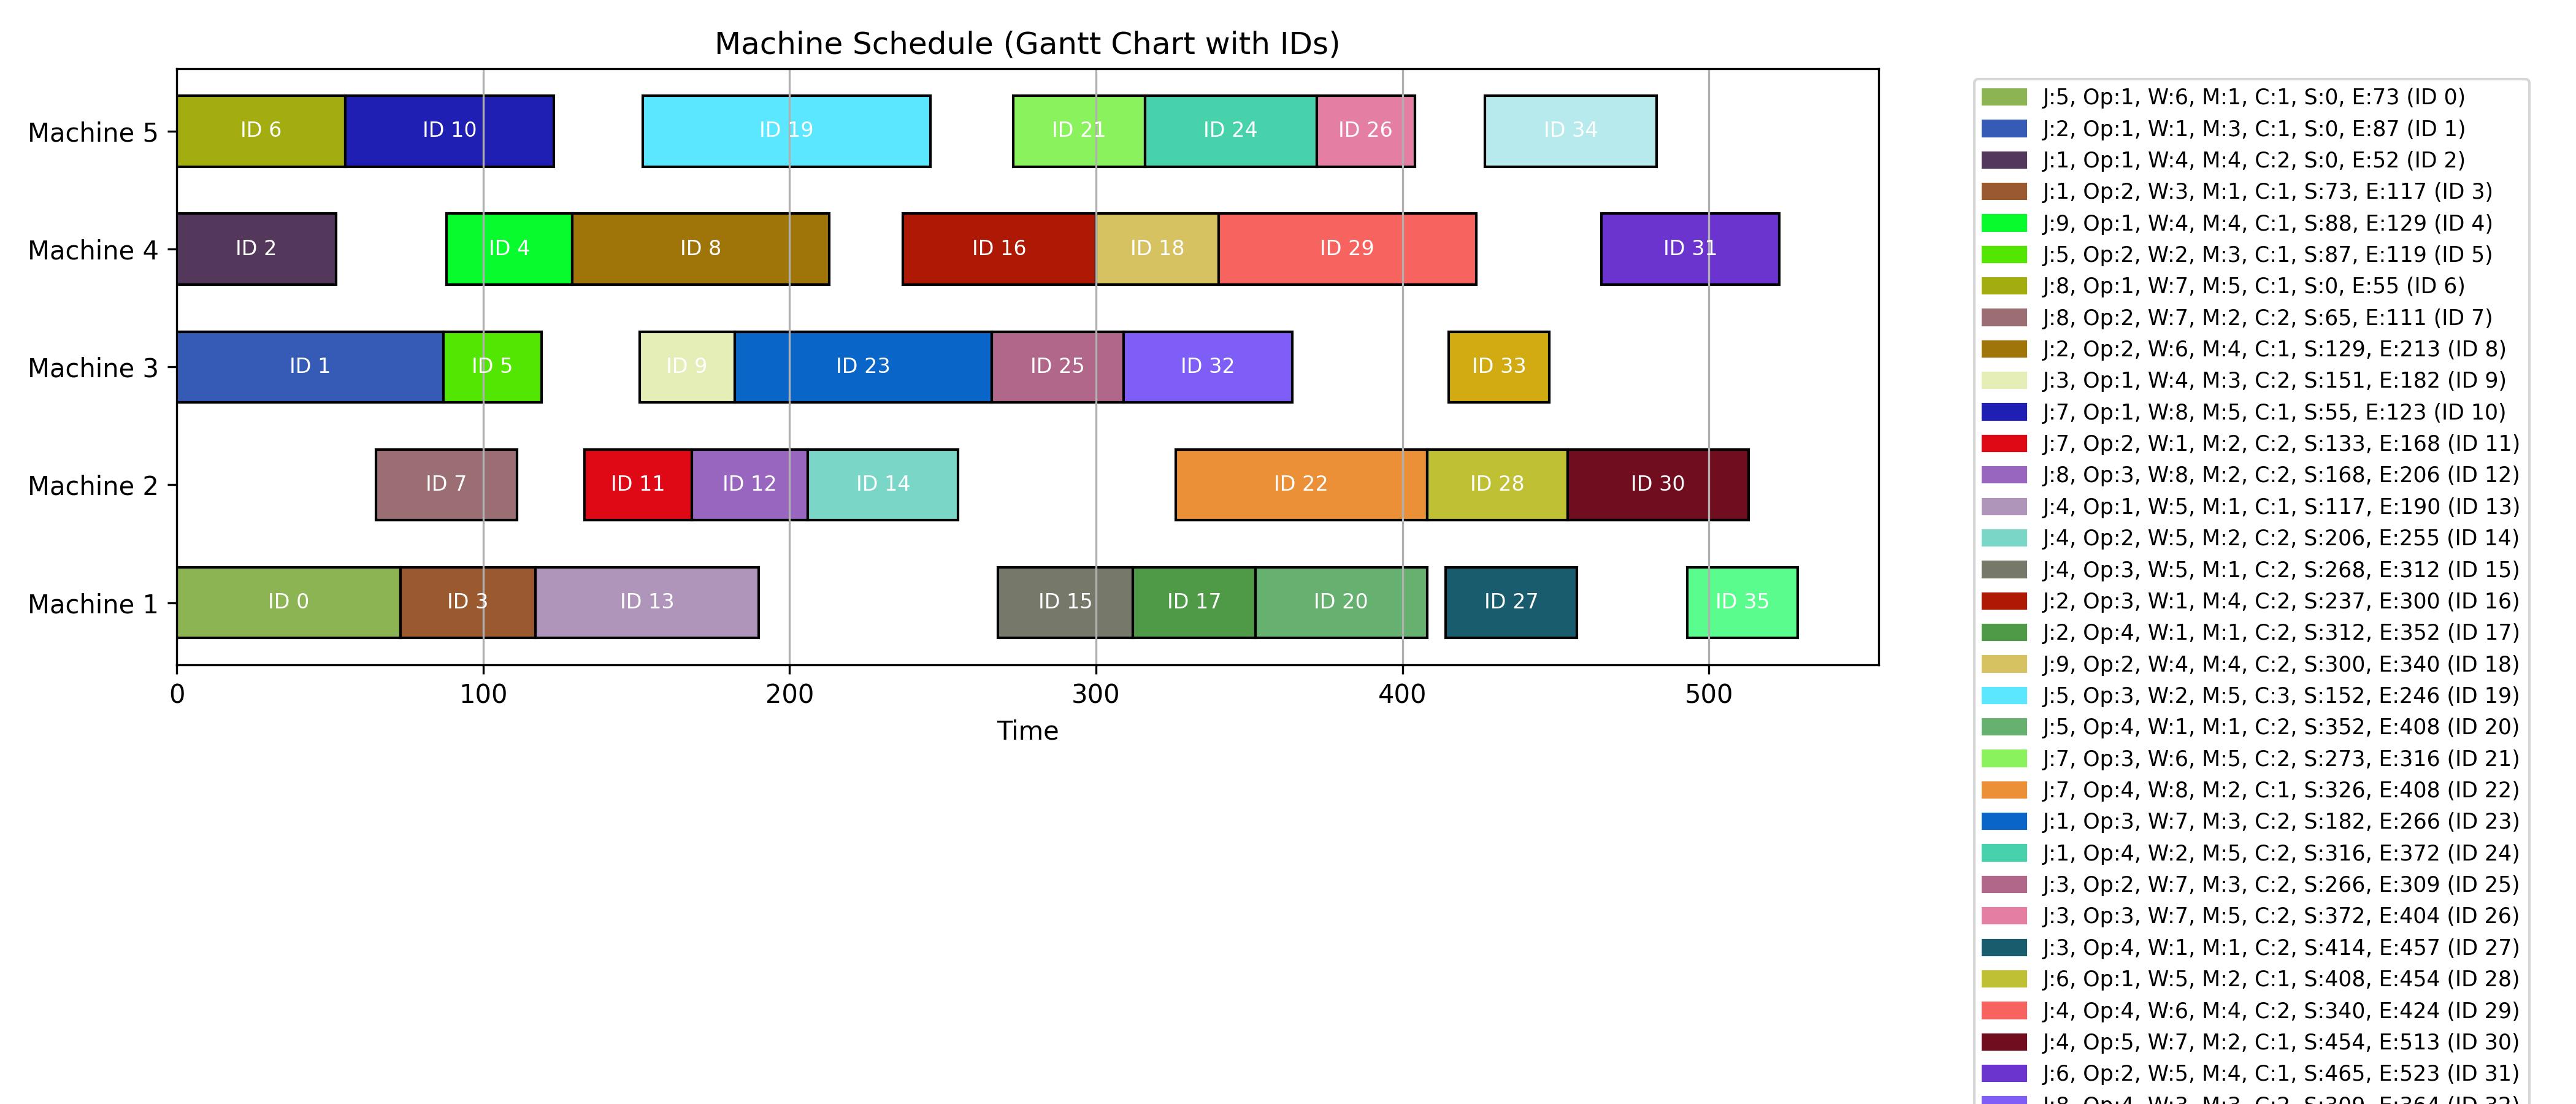 Machine Schedule (Gantt Chart with IDs)
Machine 5
ID 6
ID 10
ID 19
ID 21
ID 24
ID 26
ID 34
Machine 4
ID 2
ID 4
ID 8
ID 16
ID 18
ID 29
ID 31
Machine 3
ID 1
ID 5
ID 9
ID 23
ID 25
ID 32
ID 33
Machine 2
ID 7
ID 11
ID 12
ID 14
ID 22
ID 28
ID 30
Machine 1
ID 0
ID 3
ID 13
ID 15
ID 17
ID 20
ID 27
ID 35
0 100 200 300 400 500
Time
J:5, Op:1, W:6, M:1, C:1, S:0, E:73 (ID 0)
J:2, Op:1, W:1, M:3, C:1, S:0, E:87 (ID 1)
J:1, Op:1, W:4, M:4, C:2, S:0, E:52 (ID 2)
J:1, Op:2, W:3, M:1, C:1, S:73, E:117 (ID 3)
J:9, Op:1, W:4, M:4, C:1, S:88, E:129 (ID 4)
J:5, Op:2, W:2, M:3, C:1, S:87, E:119 (ID 5)
J:8, Op:1, W:7, M:5, C:1, S:0, E:55 (ID 6)
J:8, Op:2, W:7, M:2, C:2, S:65, E:111 (ID 7)
J:2, Op:2, W:6, M:4, C:1, S:129, E:213 (ID 8)
J:3, Op:1, W:4, M:3, C:2, S:151, E:182 (ID 9)
J:7, Op:1, W:8, M:5, C:1, S:55, E:123 (ID 10)
J:7, Op:2, W:1, M:2, C:2, S:133, E:168 (ID 11)
J:8, Op:3, W:8, M:2, C:2, S:168, E:206 (ID 12)
J:4, Op:1, W:5, M:1, C:1, S:117, E:190 (ID 13)
J:4, Op:2, W:5, M:2, C:2, S:206, E:255 (ID 14)
J:4, Op:3, W:5, M:1, C:2, S:268, E:312 (ID 15)
J:2, Op:3, W:1, M:4, C:2, S:237, E:300 (ID 16)
J:2, Op:4, W:1, M:1, C:2, S:312, E:352 (ID 17)
J:9, Op:2, W:4, M:4, C:2, S:300, E:340 (ID 18)
J:5, Op:3, W:2, M:5, C:3, S:152, E:246 (ID 19)
J:5, Op:4, W:1, M:1, C:2, S:352, E:408 (ID 20)
J:7, Op:3, W:6, M:5, C:2, S:273, E:316 (ID 21)
J:7, Op:4, W:8, M:2, C:1, S:326, E:408 (ID 22)
J:1, Op:3, W:7, M:3, C:2, S:182, E:266 (ID 23)
J:1, Op:4, W:2, M:5, C:2, S:316, E:372 (ID 24)
J:3, Op:2, W:7, M:3, C:2, S:266, E:309 (ID 25)
J:3, Op:3, W:7, M:5, C:2, S:372, E:404 (ID 26)
J:3, Op:4, W:1, M:1, C:2, S:414, E:457 (ID 27)
J:6, Op:1, W:5, M:2, C:1, S:408, E:454 (ID 28)
J:4, Op:4, W:6, M:4, C:2, S:340, E:424 (ID 29)
J:4, Op:5, W:7, M:2, C:1, S:454, E:513 (ID 30)
J:6, Op:2, W:5, M:4, C:1, S:465, E:523 (ID 31)
J:8, Op:4, W:3, M:3, C:2, S:309, E:364 (ID 32)